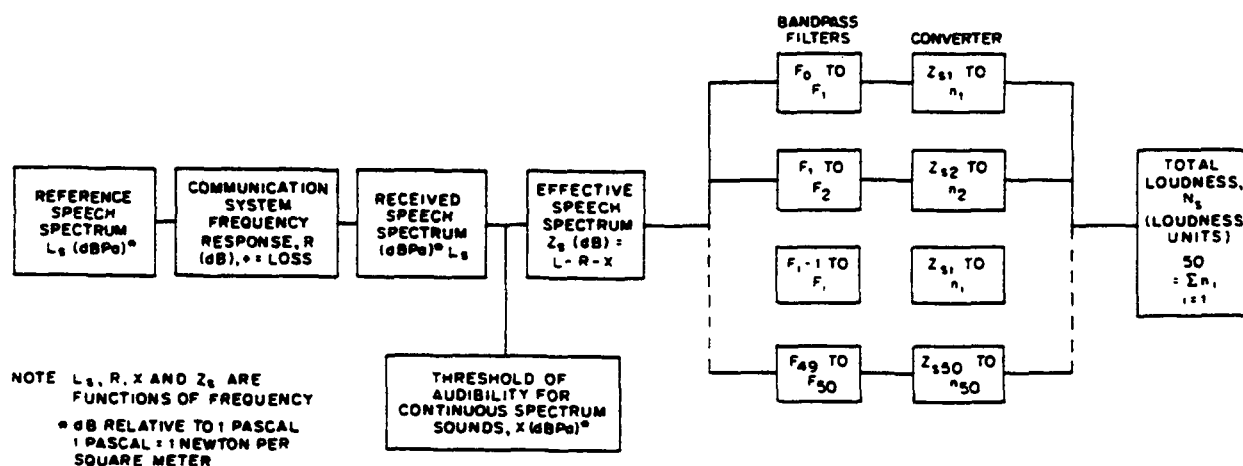 REFERENCE
SPEECH
SPECTRUM
Ls (dBPa)*
COMMUNICATION
SYSTEM
FREQUENCY
RESPONSE, R
(dB), + = LOSS
RECEIVED
SPEECH
SPECTRUM
(dBPa)* Ls
EFFECTIVE
SPEECH
SPECTRUM
Zs (dB) =
L - R - X
THRESHOLD OF
AUDIBILITY FOR
CONTINUOUS SPECTRUM
SOUNDS, X (dBPa)*
BANDPASS
FILTERS
CONVERTER
F0 TO
F1
Zs1 TO
n1
F1 TO
F2
Zs2 TO
n2
Fi-1 TO
Fi
Zsi TO
ni
F49 TO
F50
Zs50 TO
n50
TOTAL
LOUDNESS,
Ns
(LOUDNESS
UNITS)
50
= Σ ni
i = 1
NOTE Ls, R, X AND Zs ARE
FUNCTIONS OF FREQUENCY
* dB RELATIVE TO 1 PASCAL
1 PASCAL = 1 NEWTON PER
SQUARE METER